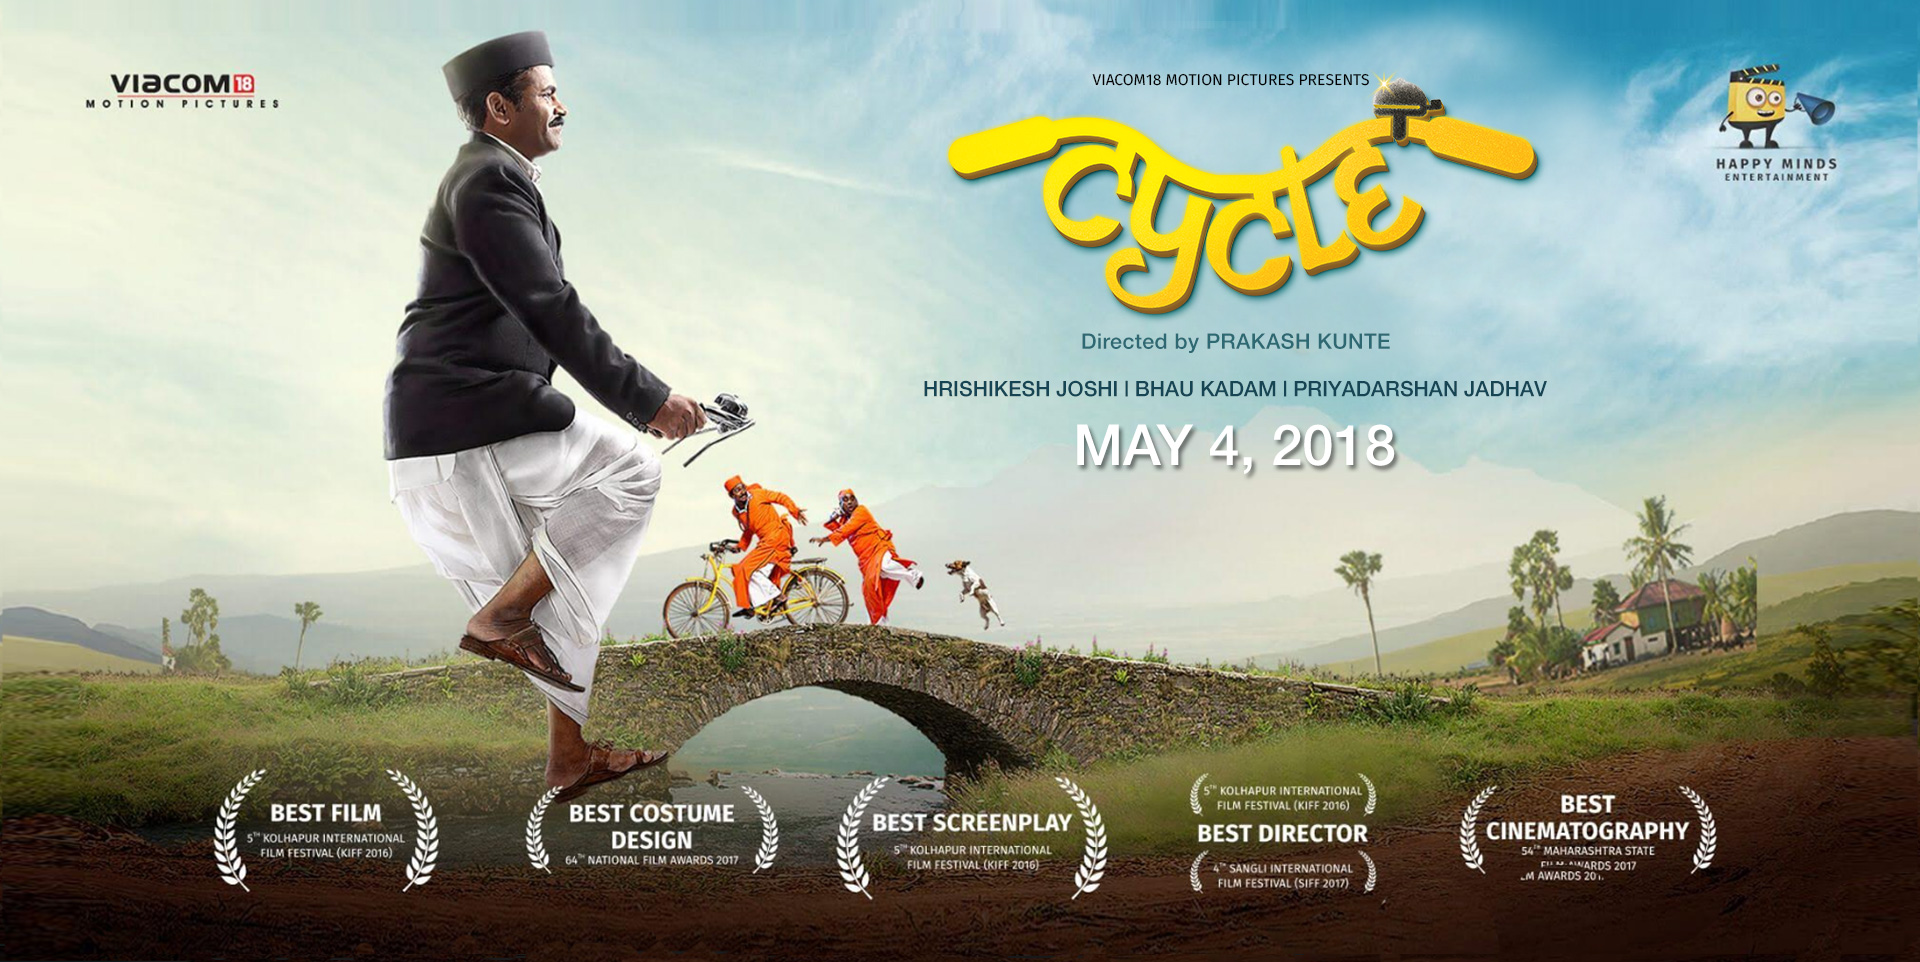 VIACOM18
MOTION PICTURES
VIACOM18 MOTION PICTURES PRESENTS
CYCLE
HAPPY MINDS
ENTERTAINMENT
Directed by PRAKASH KUNTE
HRISHIKESH JOSHI | BHAU KADAM | PRIYADARSHAN JADHAV
MAY 4, 2018
BEST FILM
5TH KOLHAPUR INTERNATIONAL
FILM FESTIVAL (KIFF 2016)
BEST COSTUME
DESIGN
64TH NATIONAL FILM AWARDS 2017
BEST SCREENPLAY
5TH KOLHAPUR INTERNATIONAL
FILM FESTIVAL (KIFF 2016)
5TH KOLHAPUR INTERNATIONAL
FILM FESTIVAL (KIFF 2016)
BEST DIRECTOR
4TH SANGLI INTERNATIONAL
FILM FESTIVAL (SIFF 2017)
BEST
CINEMATOGRAPHY
54TH MAHARASHTRA STATE
FILM AWARDS 2017